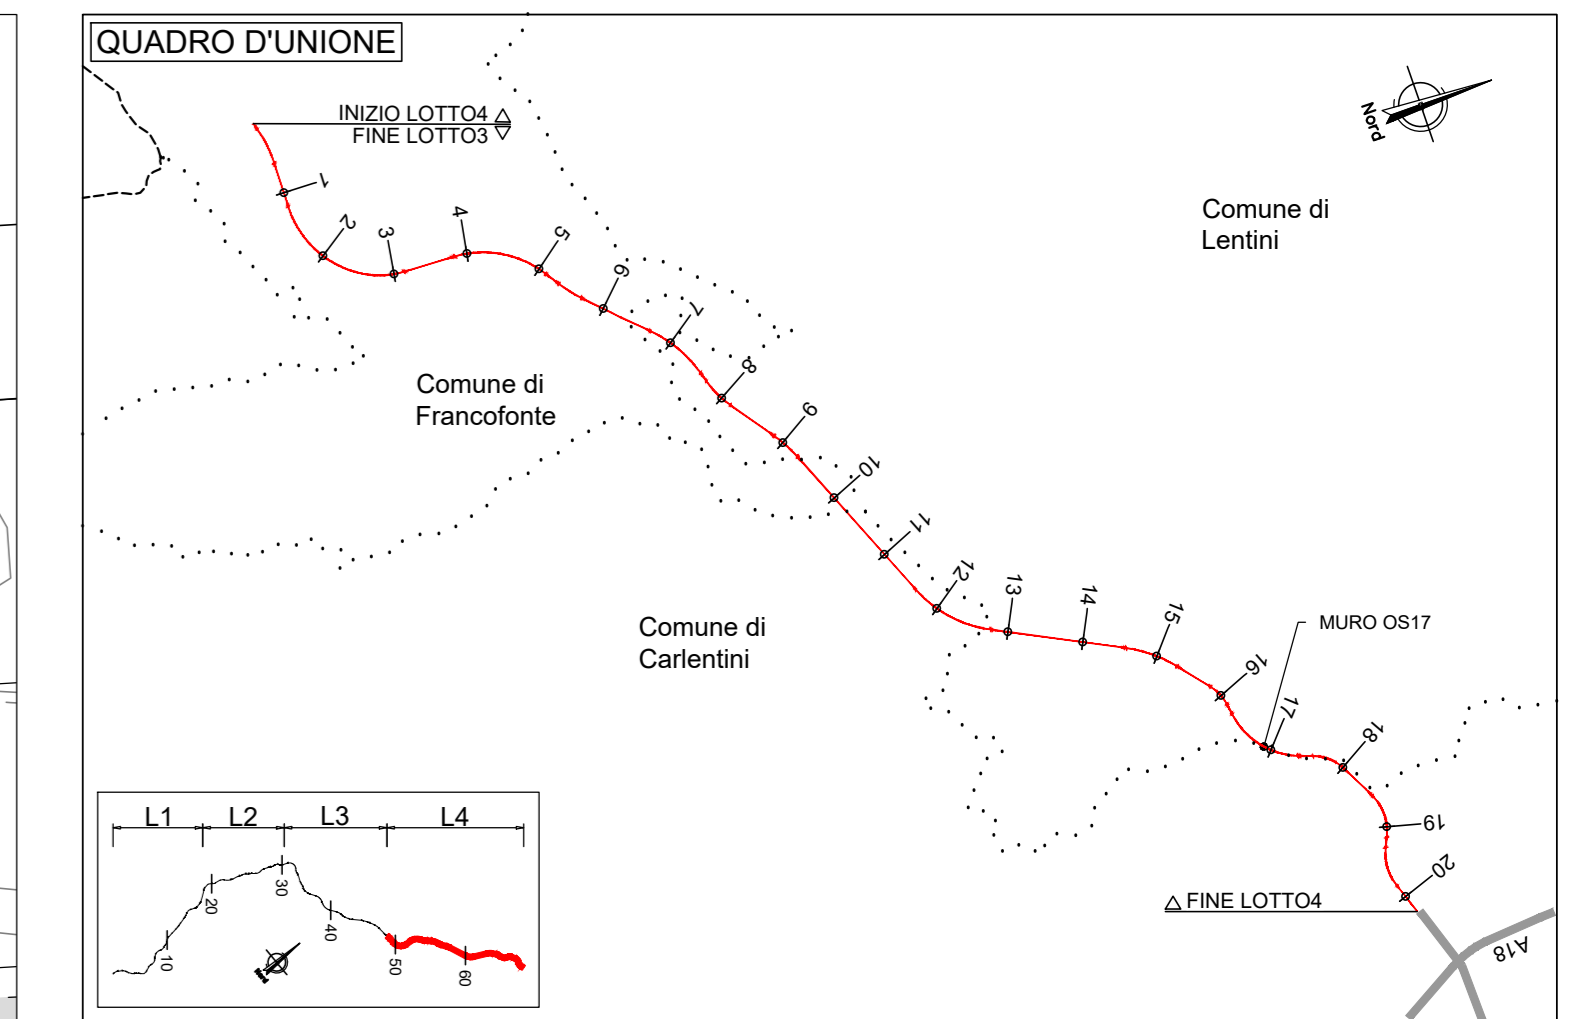 QUADRO D'UNIONE
INIZIO LOTTO4
FINE LOTTO3
Nord
Comune di
Lentini
1
2
3
4
5
6
7
8
9
10
11
12
13
14
15
16
17
18
19
20
Comune di
Francofonte
Comune di
Carlentini
MURO OS17
FINE LOTTO4
A18
L1 L2 L3 L4
10
20
30
40
50
60
Nord